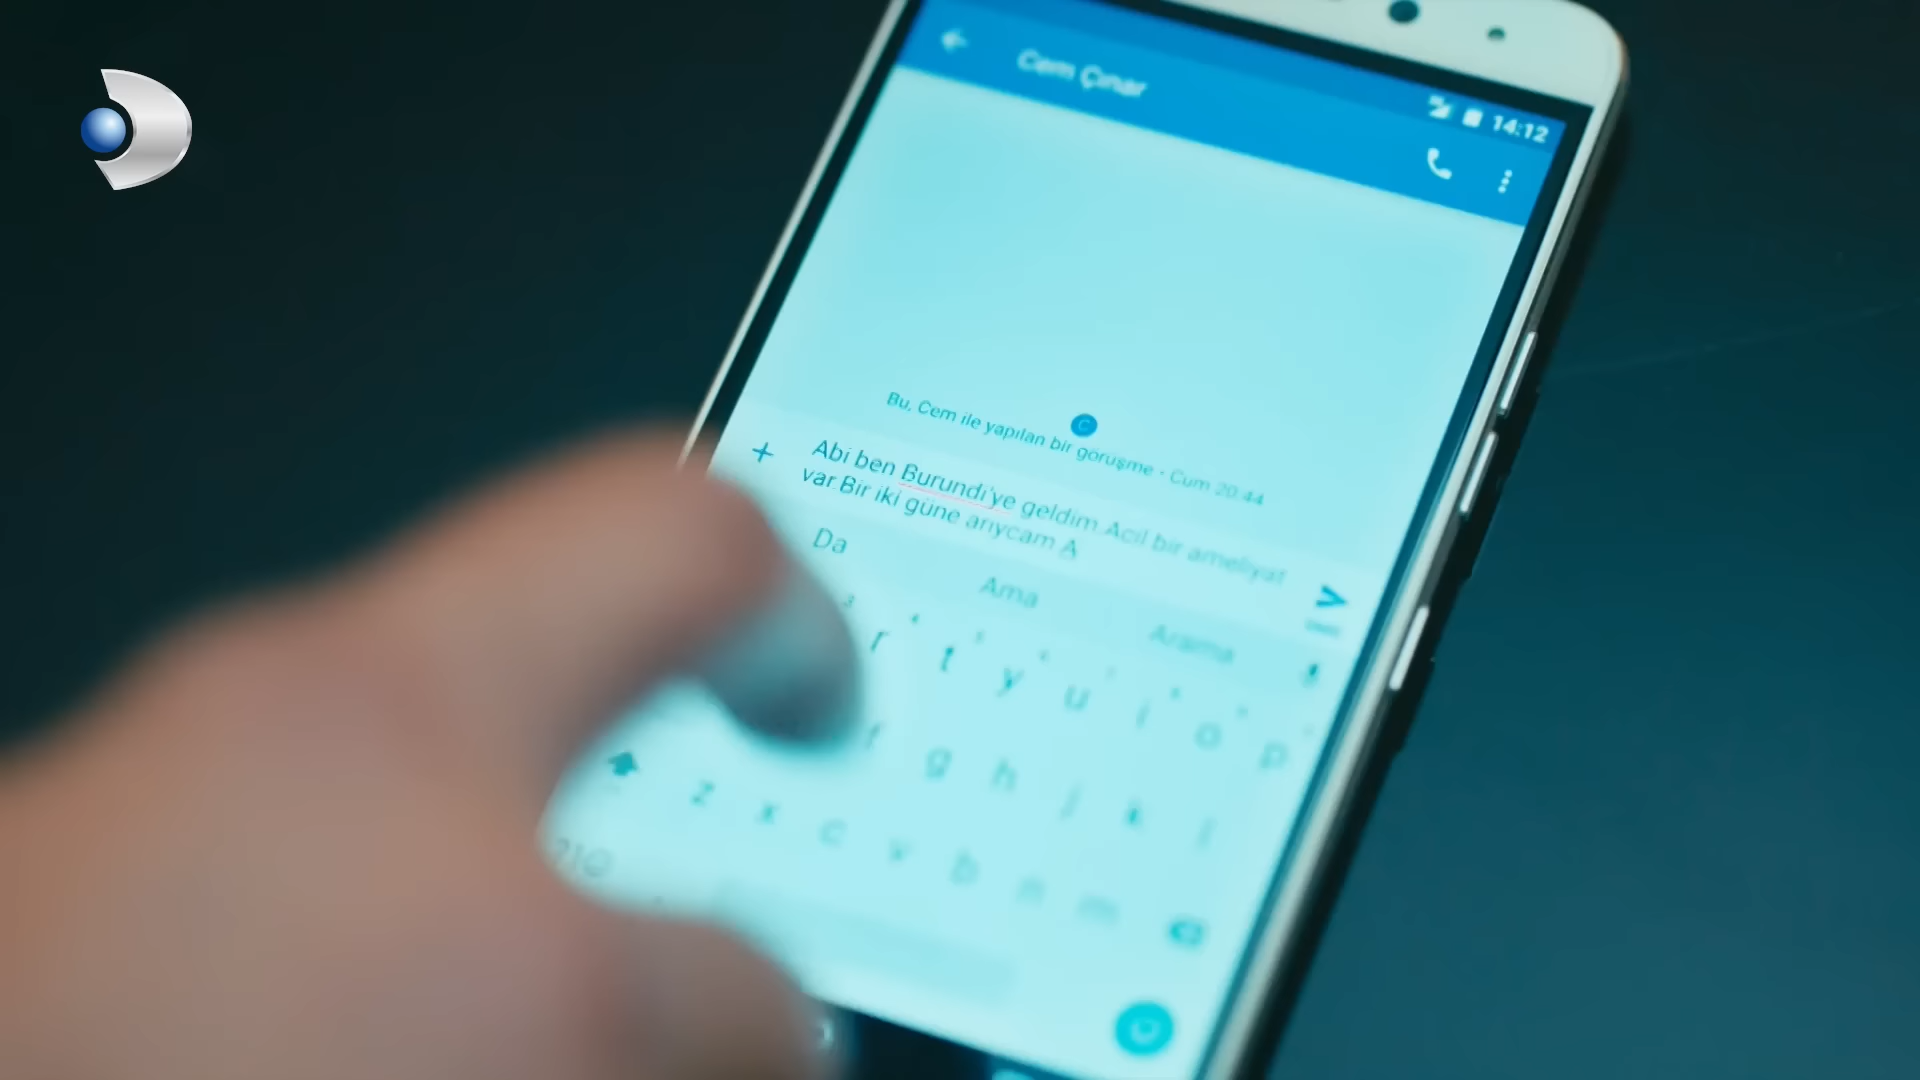 Cem Çınar
14:12
Bu, Cem ile yapılan bir görüşme · Cum 20:44
Abi ben Burundi'ye geldim.Acil bir ameliyat
var.Bir iki güne arıycam A
Da Ama Arama
r t y u i o p
f g h j k l
z x c v b n m